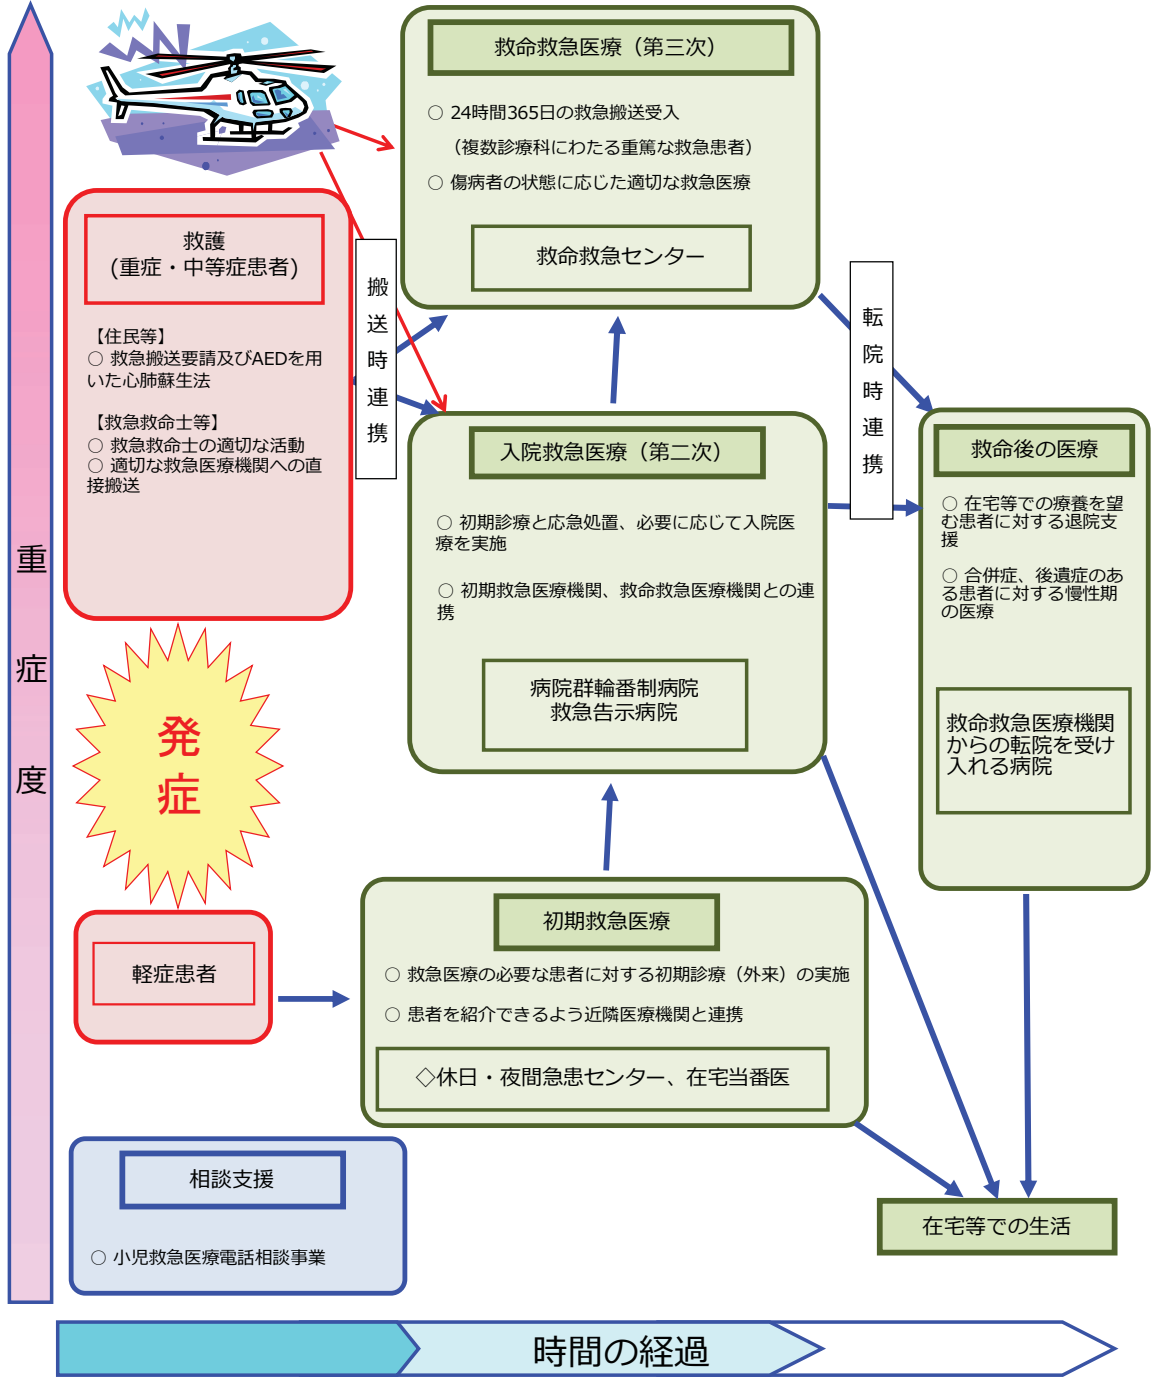 救命救急医療（第三次）
○ 24時間365日の救急搬送受入
（複数診療科にわたる重篤な救急患者）
○ 傷病者の状態に応じた適切な救急医療
救命救急センター
救護
(重症・中等症患者)
【住民等】
○ 救急搬送要請及びAEDを用
いた心肺蘇生法
【救急救命士等】
○ 救急救命士の適切な活動
○ 適切な救急医療機関への直
接搬送
搬送時連携
転院時連携
入院救急医療（第二次）
○ 初期診療と応急処置、必要に応じて入院医
療を実施
○ 初期救急医療機関、救命救急医療機関との連
携
病院群輪番制病院
救急告示病院
救命後の医療
○ 在宅等での療養を望
む患者に対する退院支
援
○ 合併症、後遺症のあ
る患者に対する慢性期
の医療
救命救急医療機関
からの転院を受け
入れる病院
重症度
発
症
軽症患者
初期救急医療
○ 救急医療の必要な患者に対する初期診療（外来）の実施
○ 患者を紹介できるよう近隣医療機関と連携
◇休日・夜間急患センター、在宅当番医
相談支援
○ 小児救急医療電話相談事業
在宅等での生活
時間の経過